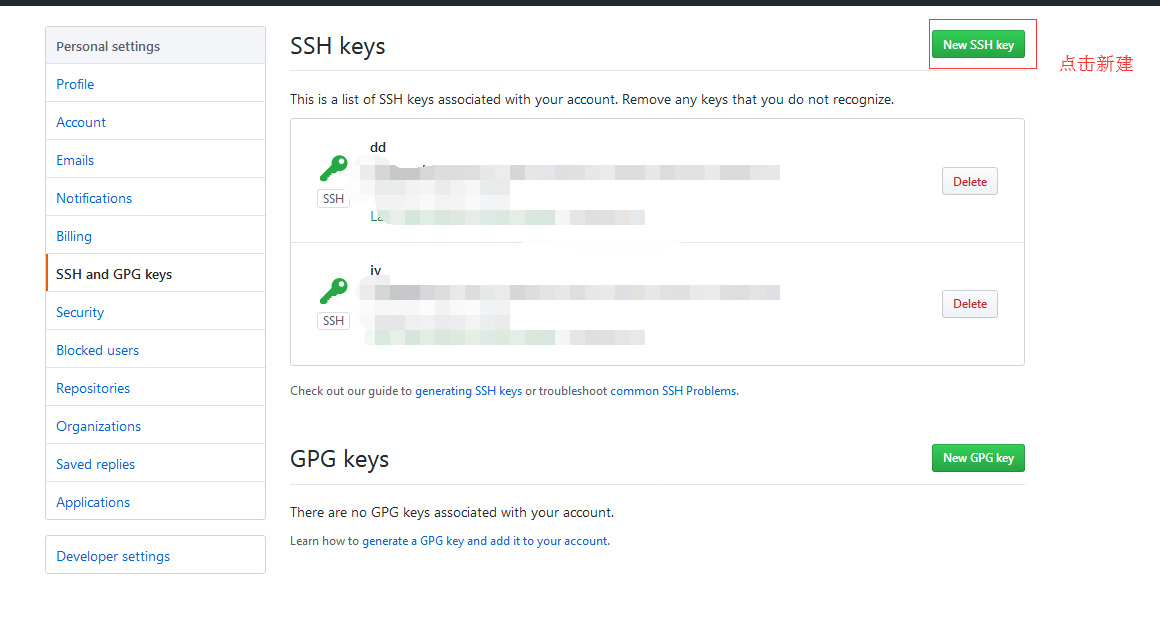 Personal settings
Profile
Account
Emails
Notifications
Billing
SSH and GPG keys
Security
Blocked users
Repositories
Organizations
Saved replies
Applications
Developer settings
SSH keys
New SSH key
点击新建
This is a list of SSH keys associated with your account. Remove any keys that you do not recognize.
dd
SSH
Delete
iv
SSH
Delete
Check out our guide to generating SSH keys or troubleshoot common SSH Problems.
GPG keys
New GPG key
There are no GPG keys associated with your account.
Learn how to generate a GPG key and add it to your account.